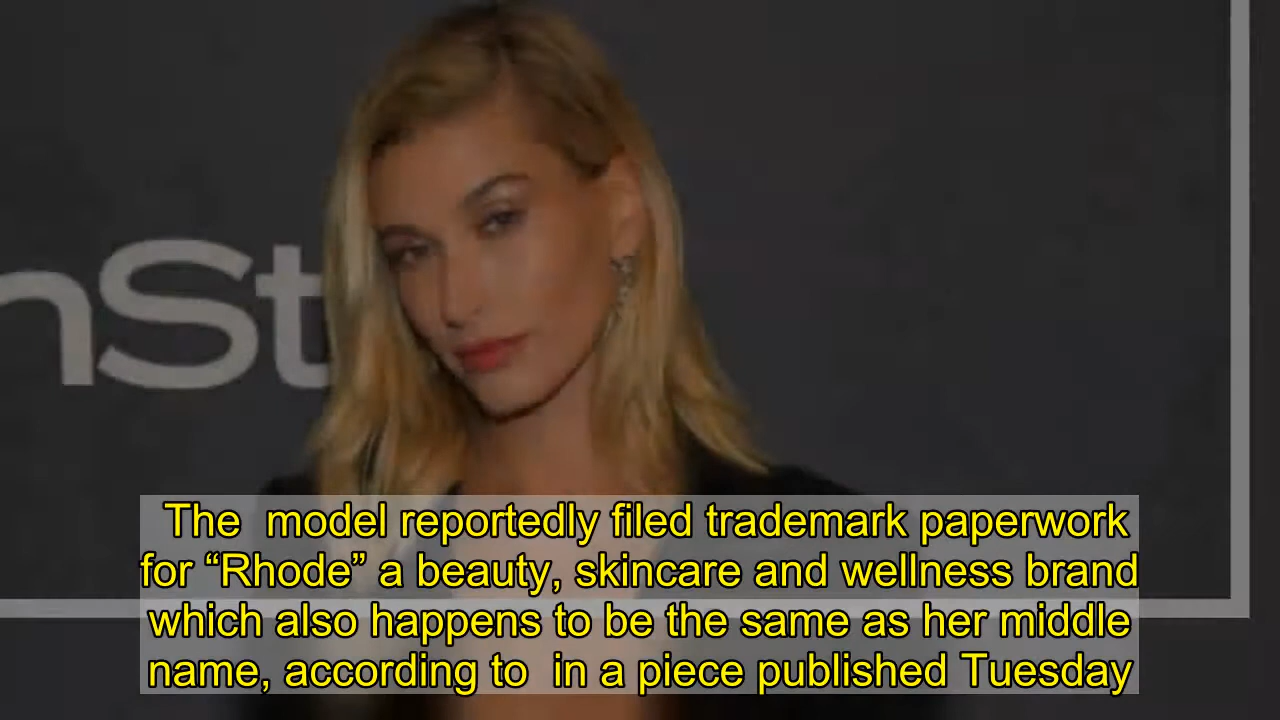 nSt
The  model reportedly filed trademark paperwork
for “Rhode” a beauty, skincare and wellness brand
which also happens to be the same as her middle
name, according to  in a piece published Tuesday